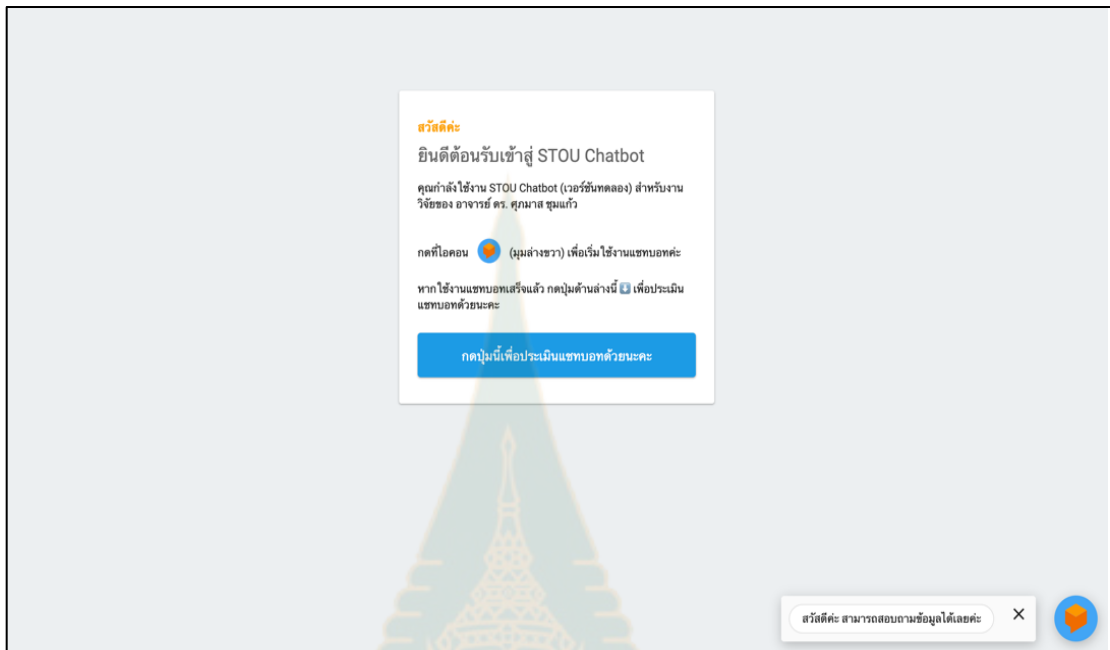 สวัสดีค่ะ
ยินดีต้อนรับเข้าสู่ STOU Chatbot
คุณกำลังใช้งาน STOU Chatbot (เวอร์ชันทดลอง) สำหรับงาน
วิจัยของ อาจารย์ ดร. ศุภมาส ชุมแก้ว
กดที่ไอคอน (มุมล่างขวา) เพื่อเริ่มใช้งานแชทบอทค่ะ
หากใช้งานแชทบอทเสร็จแล้ว กดปุ่มด้านล่างนี้ ⬇️ เพื่อประเมิน
แชทบอทด้วยนะคะ
กดปุ่มนี้เพื่อประเมินแชทบอทด้วยนะคะ
สวัสดีค่ะ สามารถสอบถามข้อมูลได้เลยค่ะ